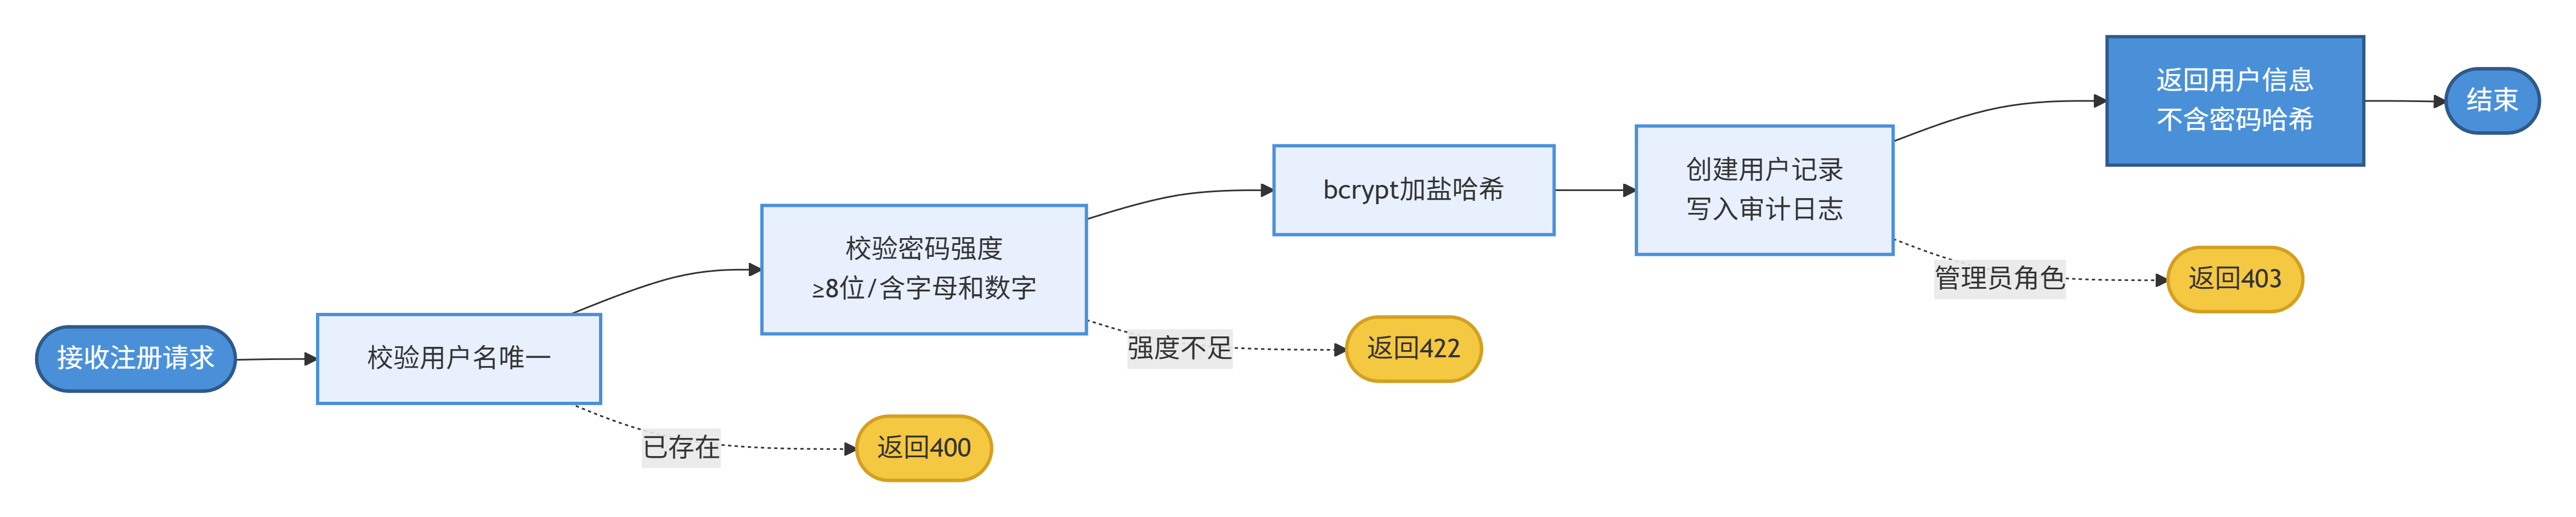 接收注册请求
校验用户名唯一
已存在
返回400
校验密码强度
≥8位/含字母和数字
强度不足
返回422
bcrypt加盐哈希
创建用户记录
写入审计日志
管理员角色
返回403
返回用户信息
不含密码哈希
结束